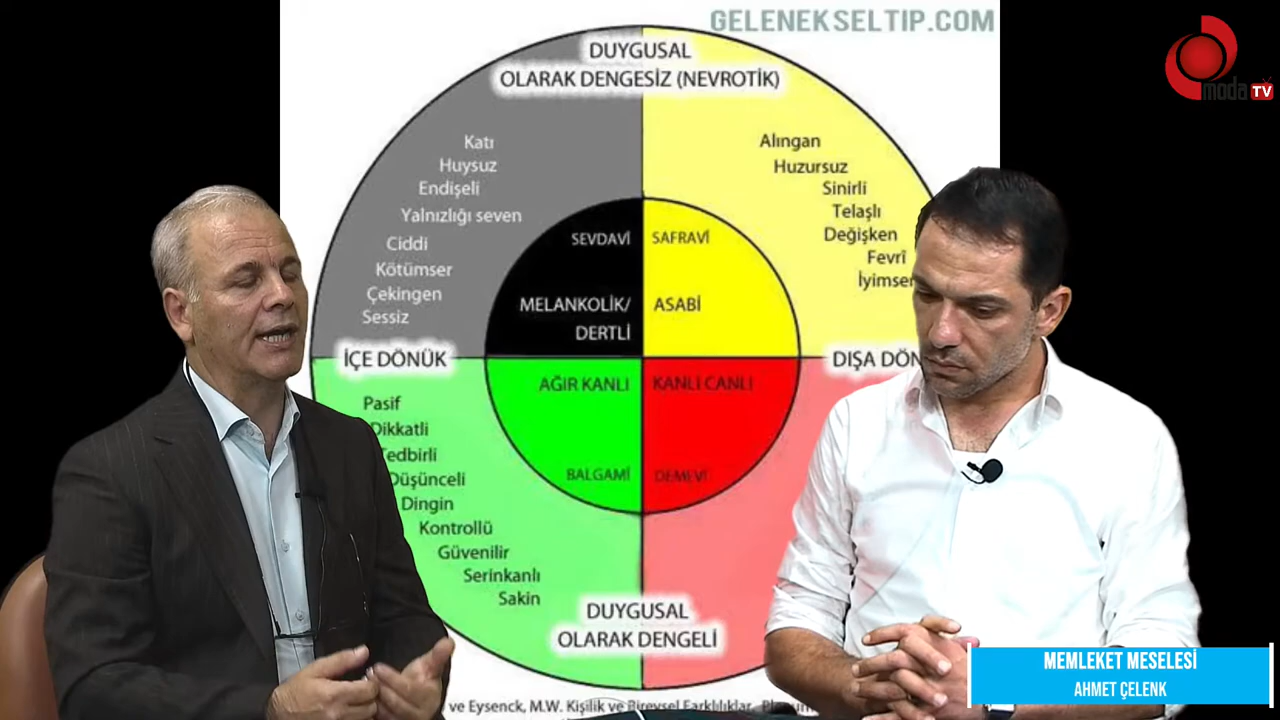 GELENEKSELTIP.COM
moda TV
DUYGUSAL
OLARAK DENGESİZ (NEVROTİK)
Katı
Huysuz
Endişeli
Yalnızlığı seven
Ciddi
Kötümser
Çekingen
Sessiz
Alıngan
Huzursuz
Sinirli
Telaşlı
Değişken
Fevrî
İyimser
SEVDAVİ
SAFRAVİ
MELANKOLİK/
DERTLİ
ASABİ
İÇE DÖNÜK
DIŞA DÖN
AĞIR KANLI
KANLI CANLI
BALGAMİ
DEMEVİ
Pasif
Dikkatli
Tedbirli
Düşünceli
Dingin
Kontrollü
Güvenilir
Serinkanlı
Sakin
DUYGUSAL
OLARAK DENGELİ
ve Eysenck, M.W. Kişilik ve Bireysel Farklılıklar,
MEMLEKET MESELESİ
AHMET ÇELENK